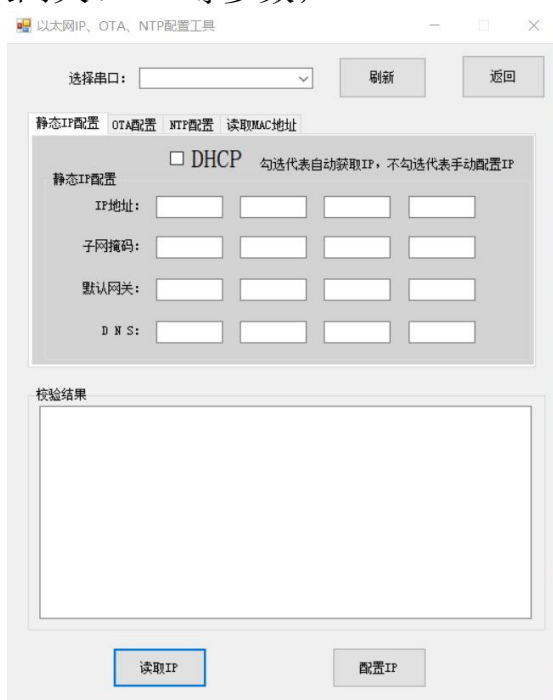 以太网IP、OTA、NTP配置工具
选择串口：
刷新
返回
静态IP配置 OTA配置 NTP配置 读取MAC地址
DHCP 勾选代表自动获取IP，不勾选代表手动配置IP
静态IP配置
IP地址：
子网掩码：
默认网关：
D N S:
校验结果
读取IP
配置IP